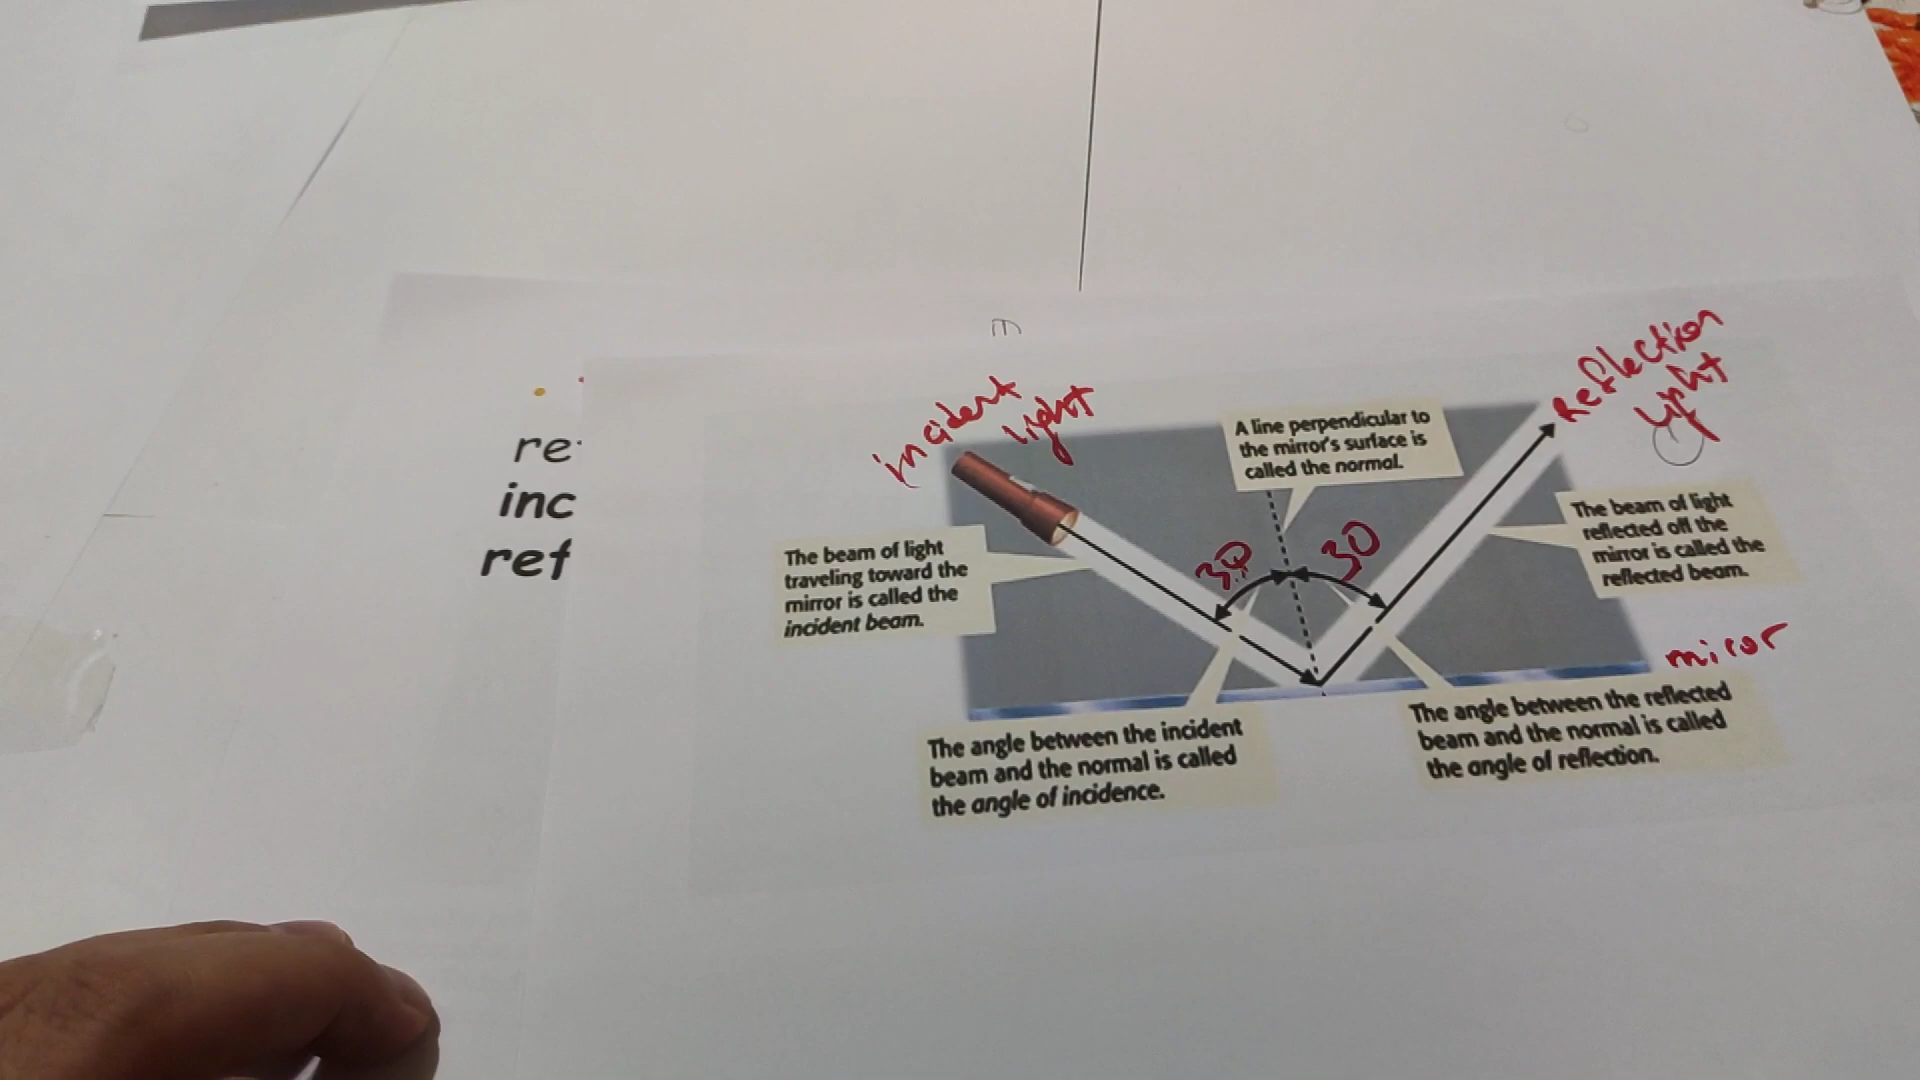 re
inc
ref
incident
light
Reflection
light
A line perpendicular to
the mirror's surface is
called the normal.
The beam of light
traveling toward the
mirror is called the
incident beam.
30
30
The beam of light
reflected off the
mirror is called the
reflected beam.
miror
The angle between the incident
beam and the normal is called
the angle of incidence.
The angle between the reflected
beam and the normal is called
the angle of reflection.